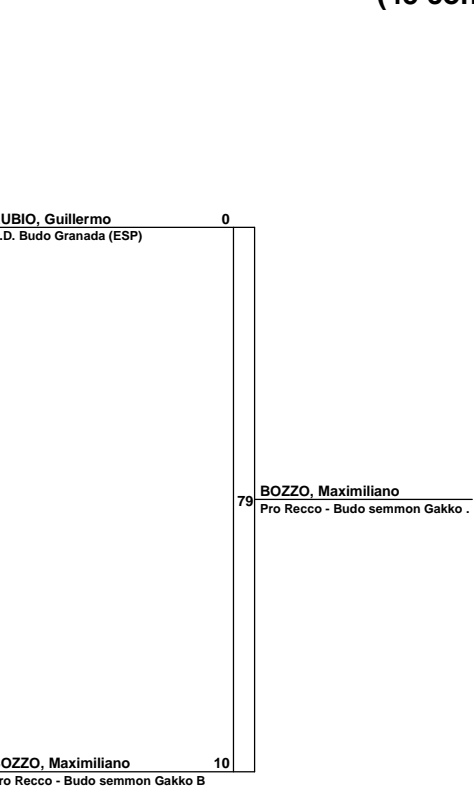 UBIO, Guillermo 0
.D. Budo Granada (ESP)
BOZZO, Maximiliano
79
Pro Recco - Budo semmon Gakko .
OZZO, Maximiliano 10
ro Recco - Budo semmon Gakko B